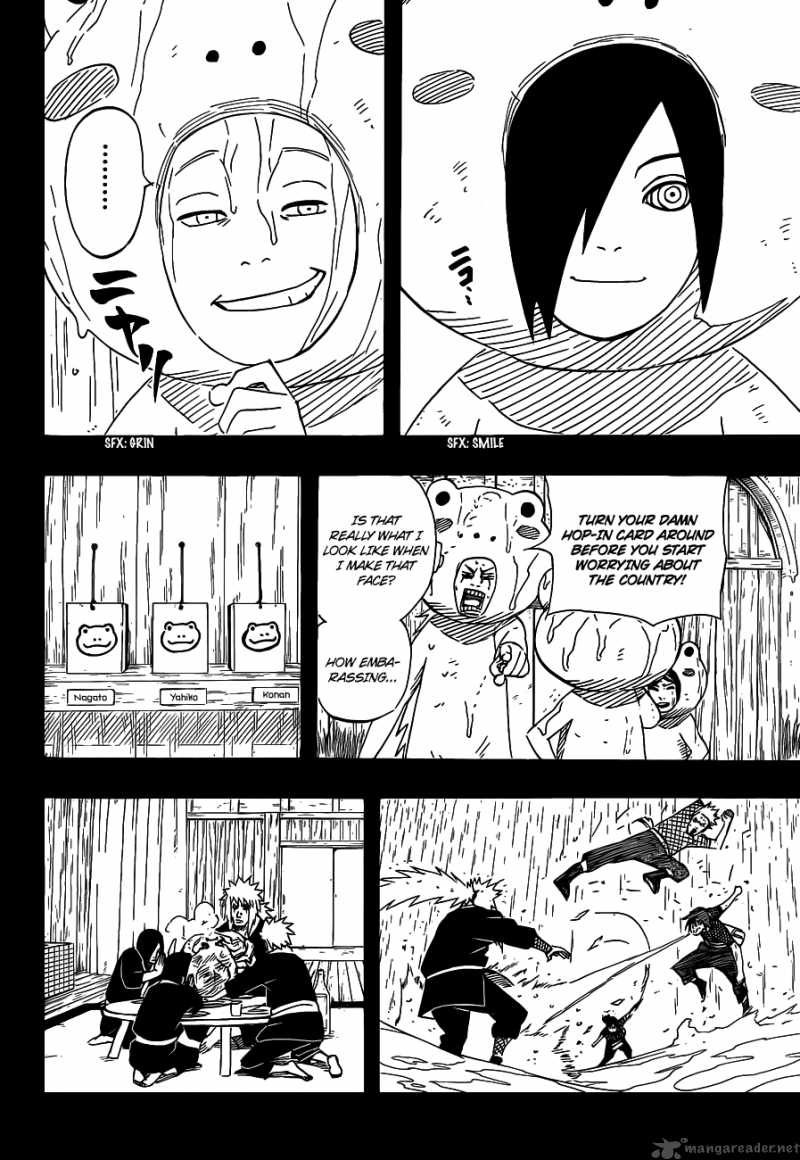 ニコ…
SFX: SMILE
………
ニヤリ
SFX: GRIN
TURN YOUR DAMN
HOP-IN CARD AROUND
BEFORE YOU START
WORRYING ABOUT
THE COUNTRY!
IS THAT
REALLY WHAT I
LOOK LIKE WHEN
I MAKE THAT
FACE?
HOW EMBA-
RASSING...
Nagato
Yahiko
Konan
mangareader.net